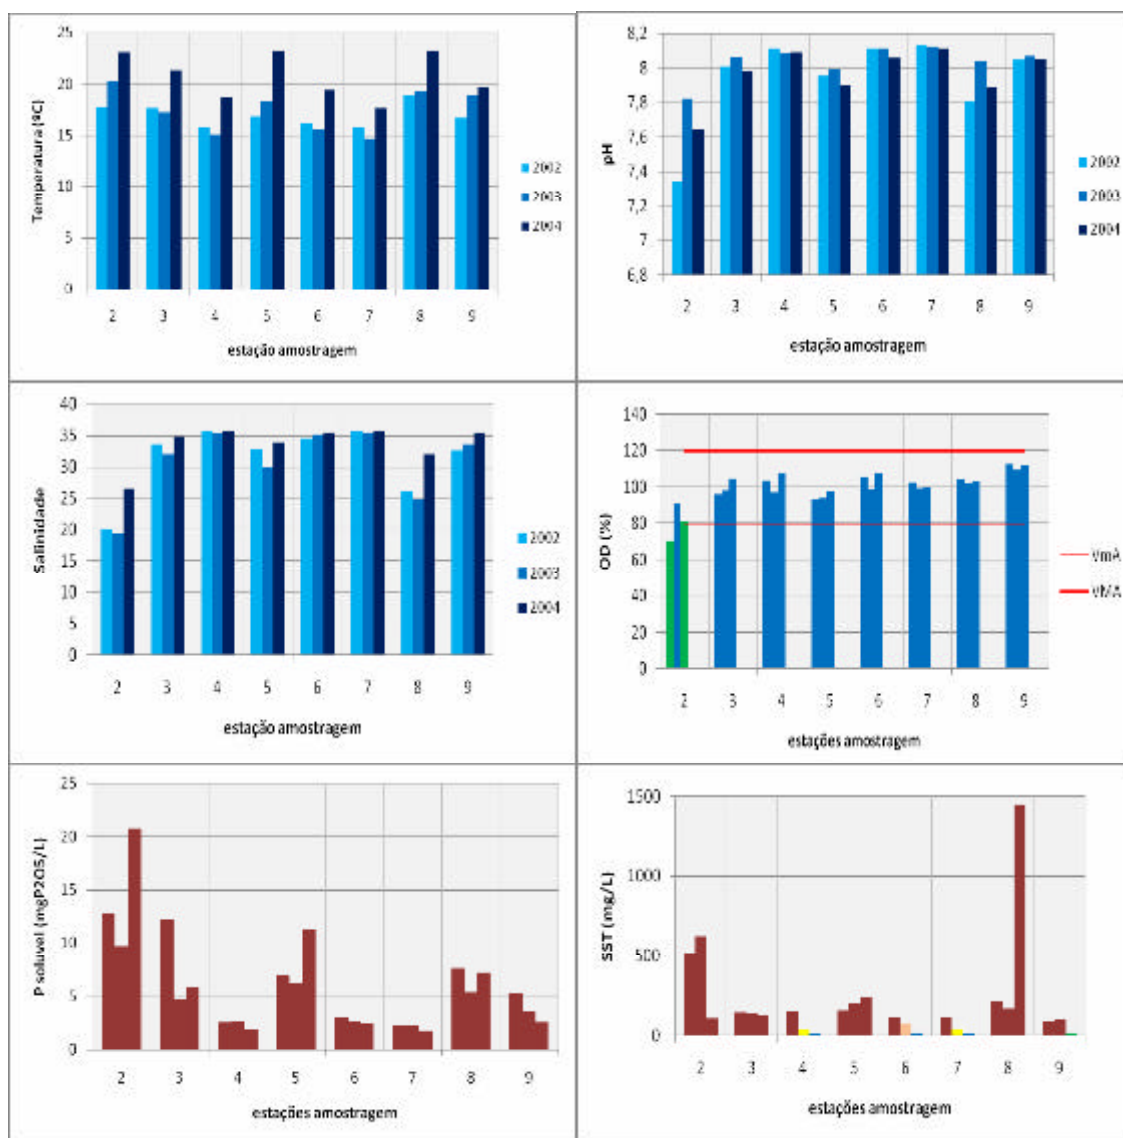 Temperatura (ºC)
25
20
15
10
5
0
2 3 4 5 6 7 8 9
estação amostragem
2002
2003
2004
pH
8,2
8
7,8
7,6
7,4
7,2
7
6,8
2 3 4 5 6 7 8 9
estação amostragem
2002
2003
2004
Salinidade
40
35
30
25
20
15
10
5
0
2 3 4 5 6 7 8 9
estação amostragem
2002
2003
2004
OD (%)
140
120
100
80
60
40
20
0
2 3 4 5 6 7 8 9
estações amostragem
VmA
VMA
P soluvel (mgP2O5/L)
25
20
15
10
5
0
2 3 4 5 6 7 8 9
estações amostragem
SST (mg/L)
1500
1000
500
0
2 3 4 5 6 7 8 9
estações amostragem